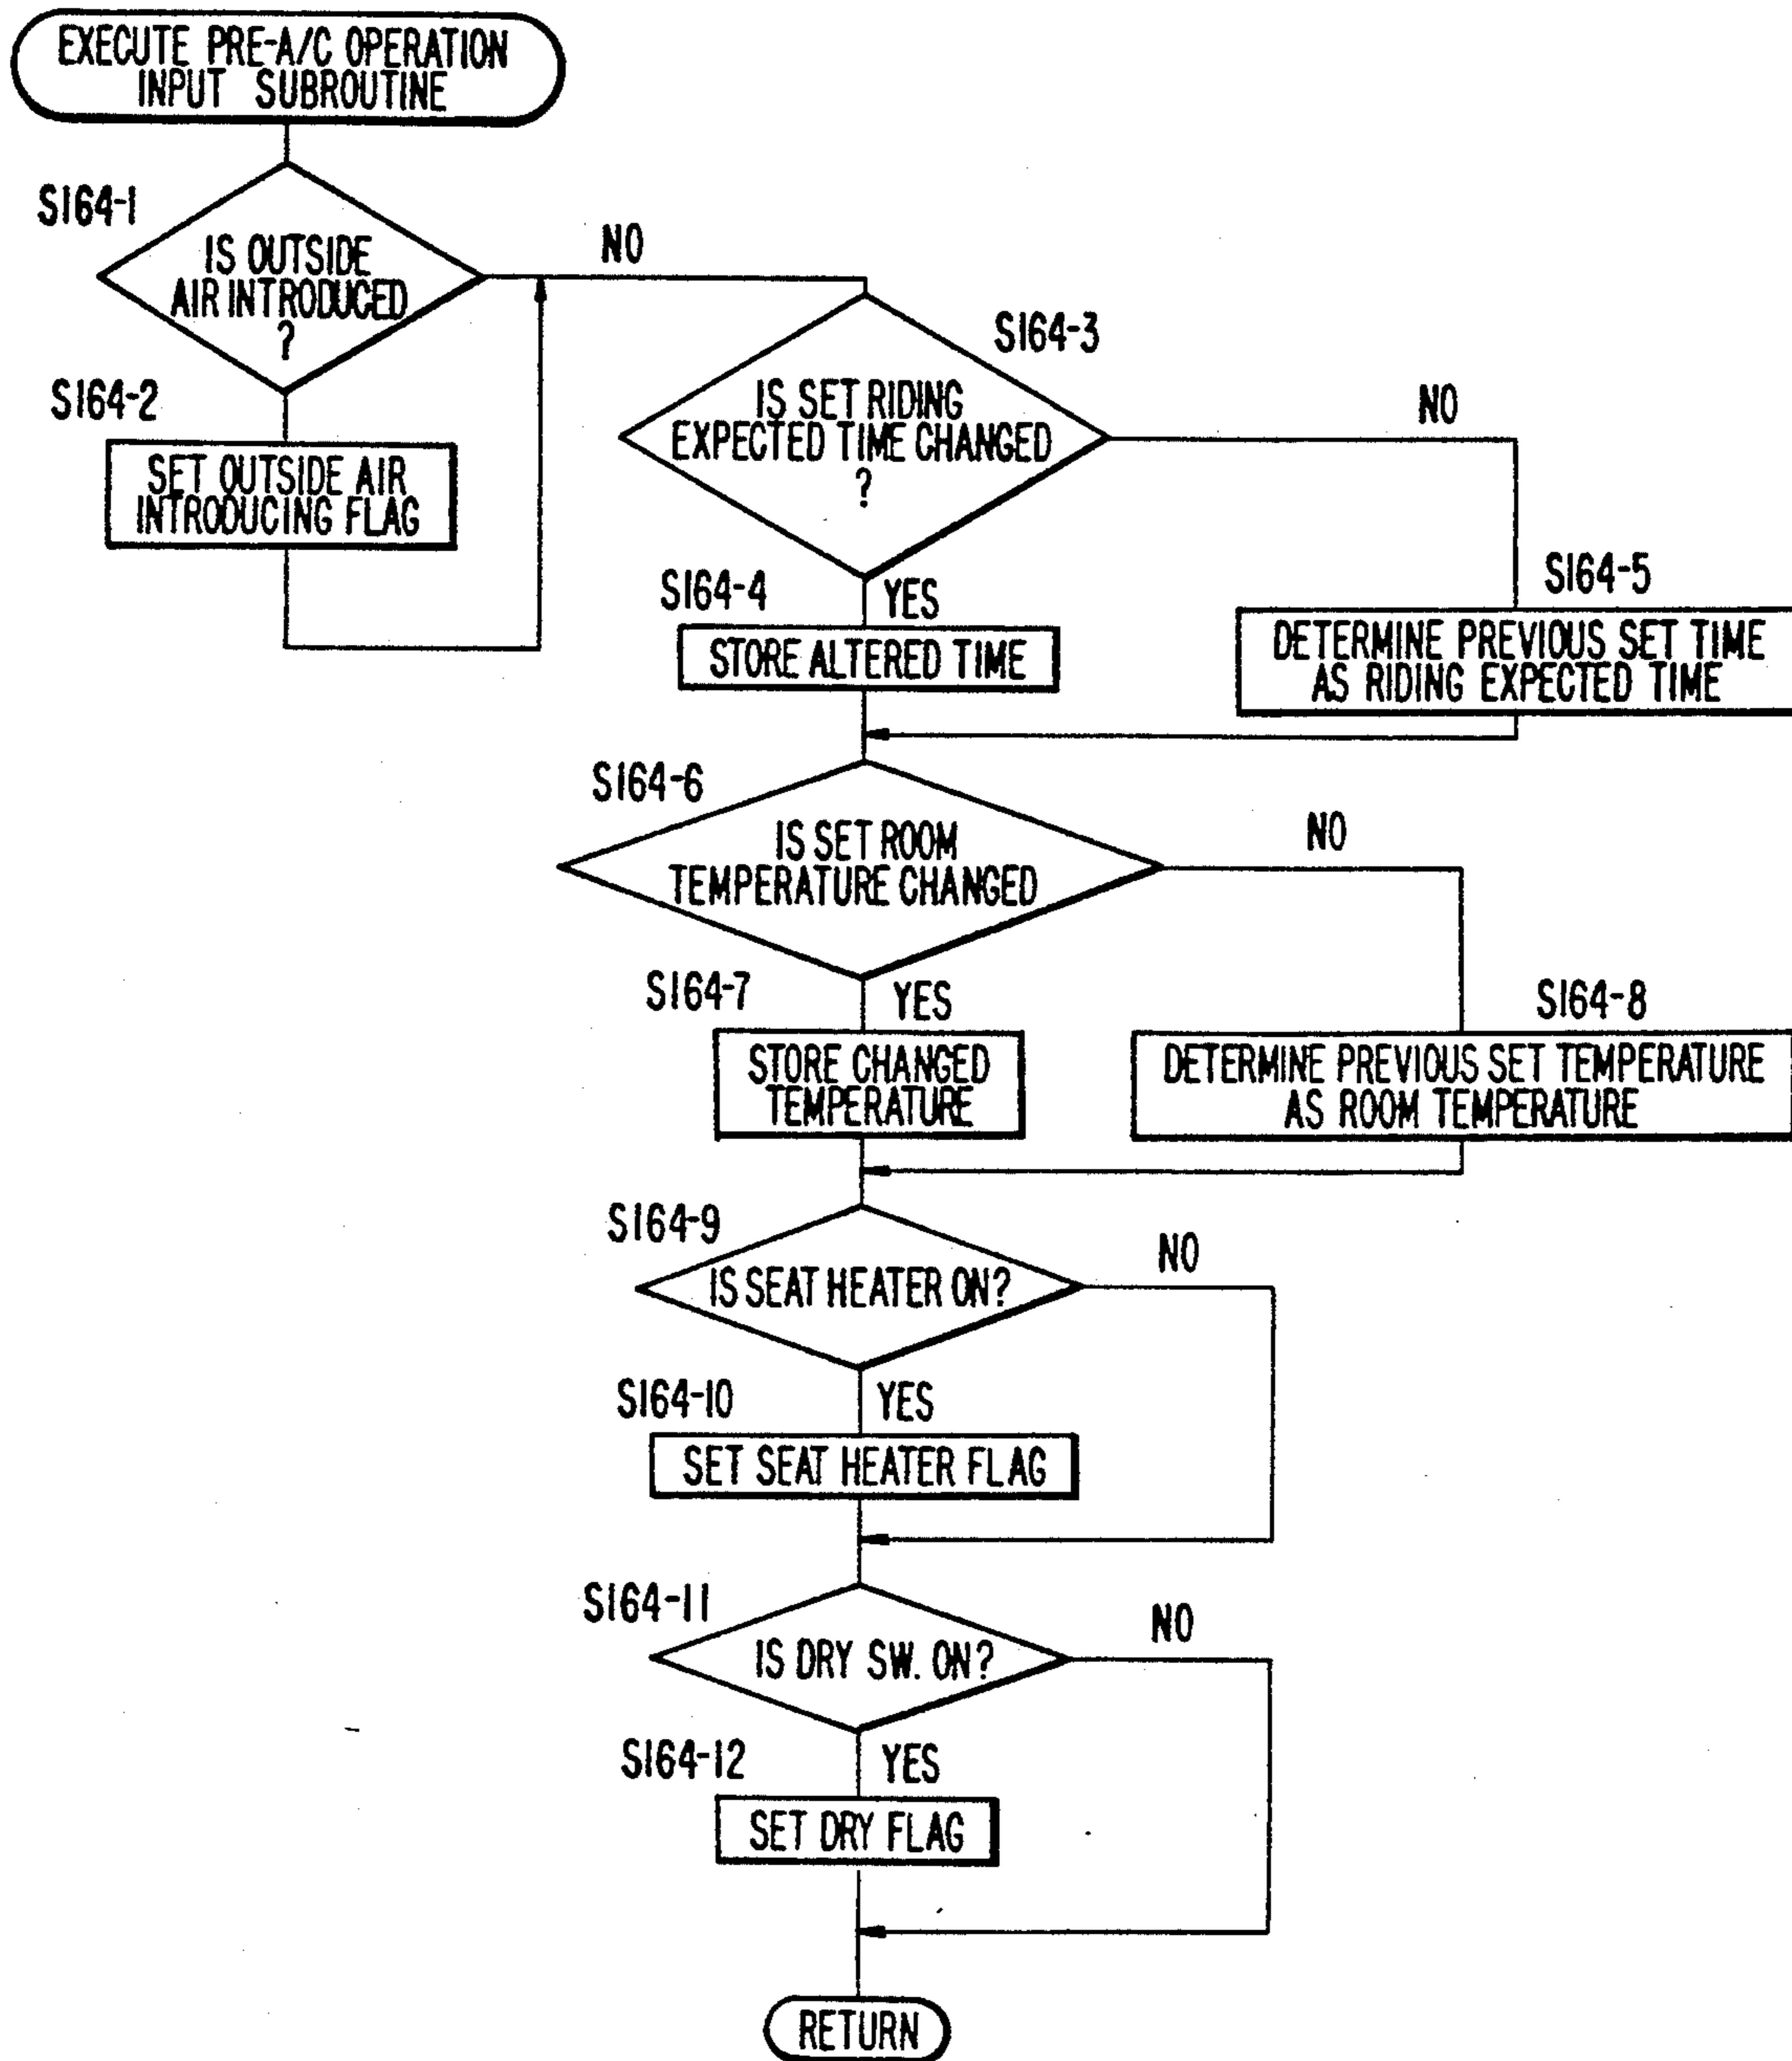 EXECUTE PRE-A/C OPERATION
INPUT SUBROUTINE
S164-1
IS OUTSIDE
AIR INTRODUCED
?
NO
S164-2
SET OUTSIDE AIR
INTRODUCING FLAG
S164-3
IS SET RIDING
EXPECTED TIME CHANGED
?
NO
S164-4
YES
STORE ALTERED TIME
S164-5
DETERMINE PREVIOUS SET TIME
AS RIDING EXPECTED TIME
S164-6
IS SET ROOM
TEMPERATURE CHANGED
NO
S164-7
YES
STORE CHANGED
TEMPERATURE
S164-8
DETERMINE PREVIOUS SET TEMPERATURE
AS ROOM TEMPERATURE
S164-9
IS SEAT HEATER ON?
NO
S164-10
YES
SET SEAT HEATER FLAG
S164-11
IS DRY SW. ON?
NO
S164-12
YES
SET DRY FLAG
RETURN